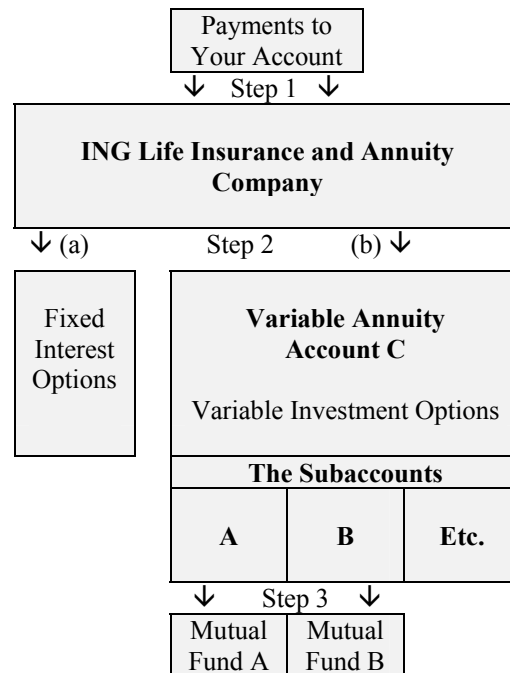 Payments to
Your Account
↓ Step 1 ↓
ING Life Insurance and Annuity
Company
↓ (a) Step 2 (b) ↓
Fixed
Interest
Options
Variable Annuity
Account C
Variable Investment Options
The Subaccounts
A B Etc.
↓ Step 3 ↓
Mutual
Fund A
Mutual
Fund B